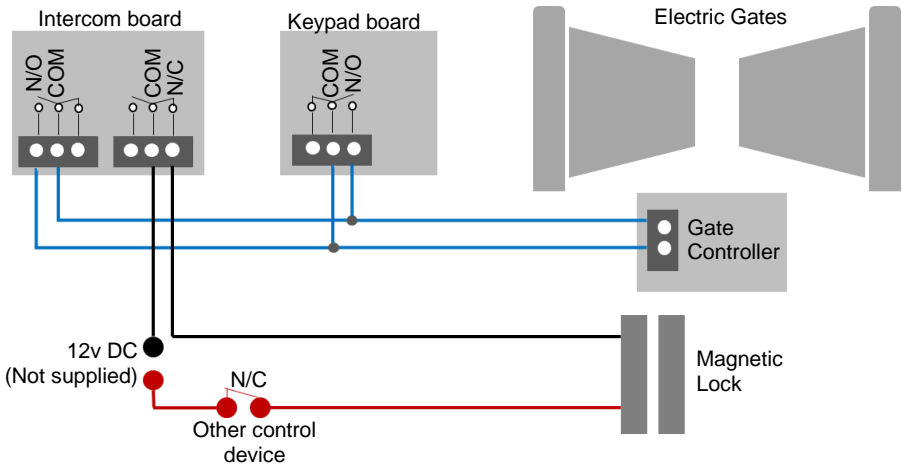 Intercom board
Keypad board
Electric Gates
N/O
COM
COM
N/C
COM
N/O
Gate
Controller
12v DC
(Not supplied)
N/C
Other control
device
Magnetic
Lock